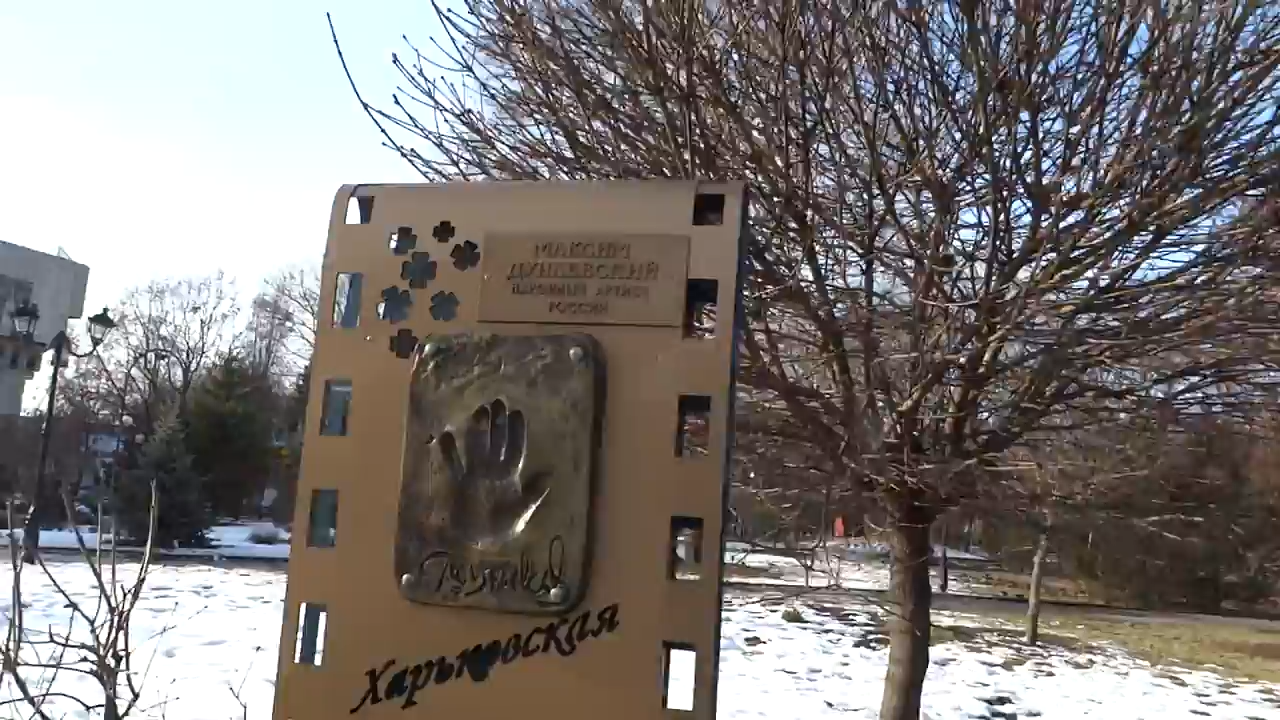 МАКСИМ
ДУНАЕВСКИЙ
НАРОДНЫЙ АРТИСТ
РОССИИ
Харьковская